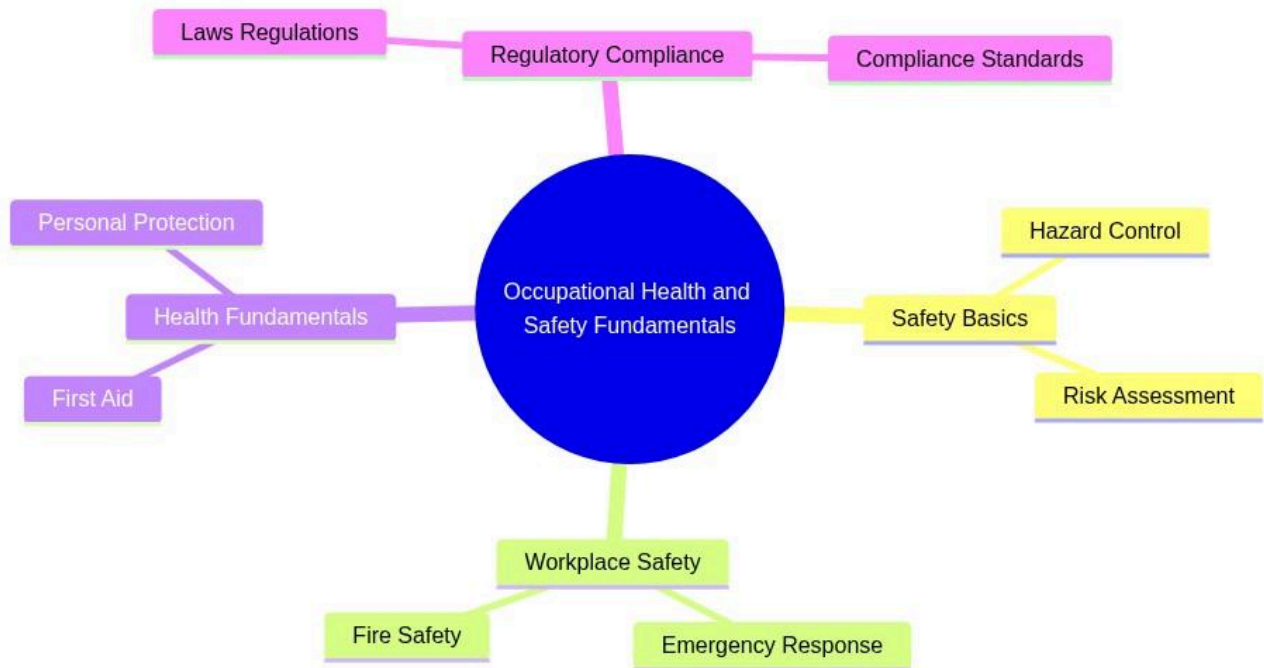 Laws Regulations
Regulatory Compliance
Compliance Standards
Personal Protection
Hazard Control
Occupational Health and
Safety Fundamentals
Health Fundamentals
Safety Basics
First Aid
Risk Assessment
Workplace Safety
Fire Safety
Emergency Response